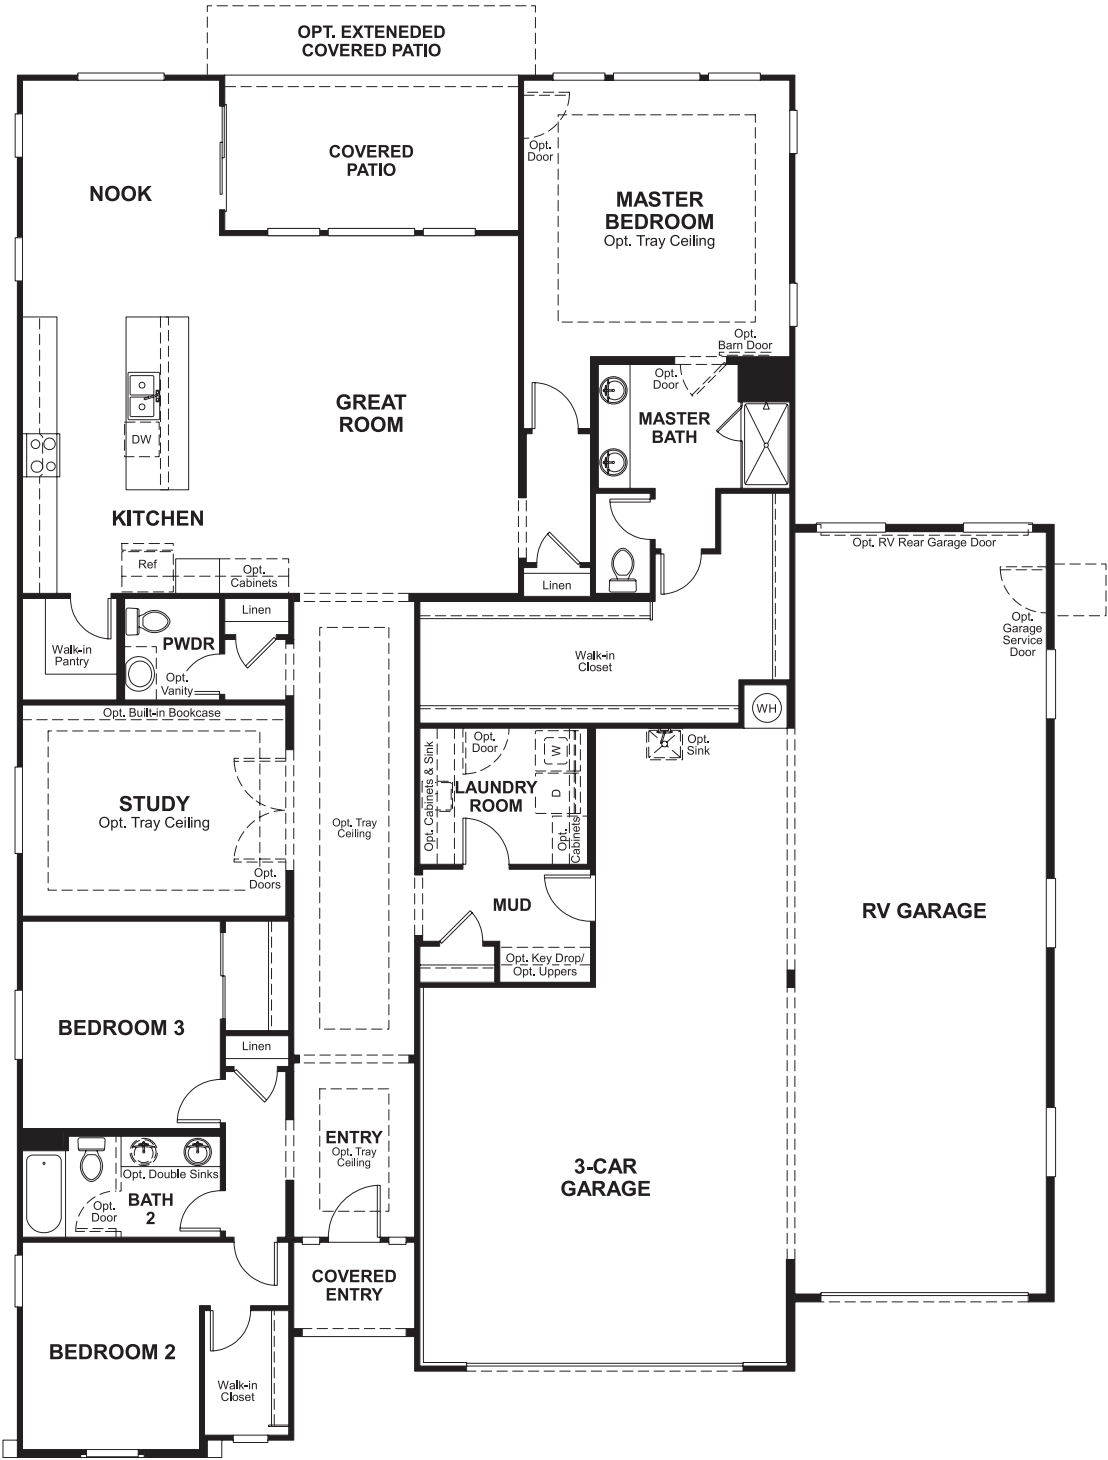 OPT. EXTENEDED
COVERED PATIO
COVERED
PATIO
NOOK
Opt.
Door
MASTER
BEDROOM
Opt. Tray Ceiling
Opt.
Barn Door
Opt.
Door
MASTER
BATH
GREAT
ROOM
DW
KITCHEN
Ref
Opt.
Cabinets
Linen
Opt. RV Rear Garage Door
Opt.
Garage
Service
Door
Linen
PWDR
Opt.
Vanity
Walk-in
Pantry
Walk-in
Closet
WH
Opt. Built-in Bookcase
STUDY
Opt. Tray Ceiling
Opt.
Doors
Opt. Tray
Ceiling
Opt. Cabinets & Sink
Opt.
Door
W
D
LAUNDRY
ROOM
Opt.
Cabinets
Opt.
Sink
MUD
Opt. Key Drop/
Opt. Uppers
RV GARAGE
BEDROOM 3
Linen
ENTRY
Opt. Tray
Ceiling
Opt. Double Sinks
Opt.
Door
BATH
2
3-CAR
GARAGE
COVERED
ENTRY
BEDROOM 2
Walk-in
Closet